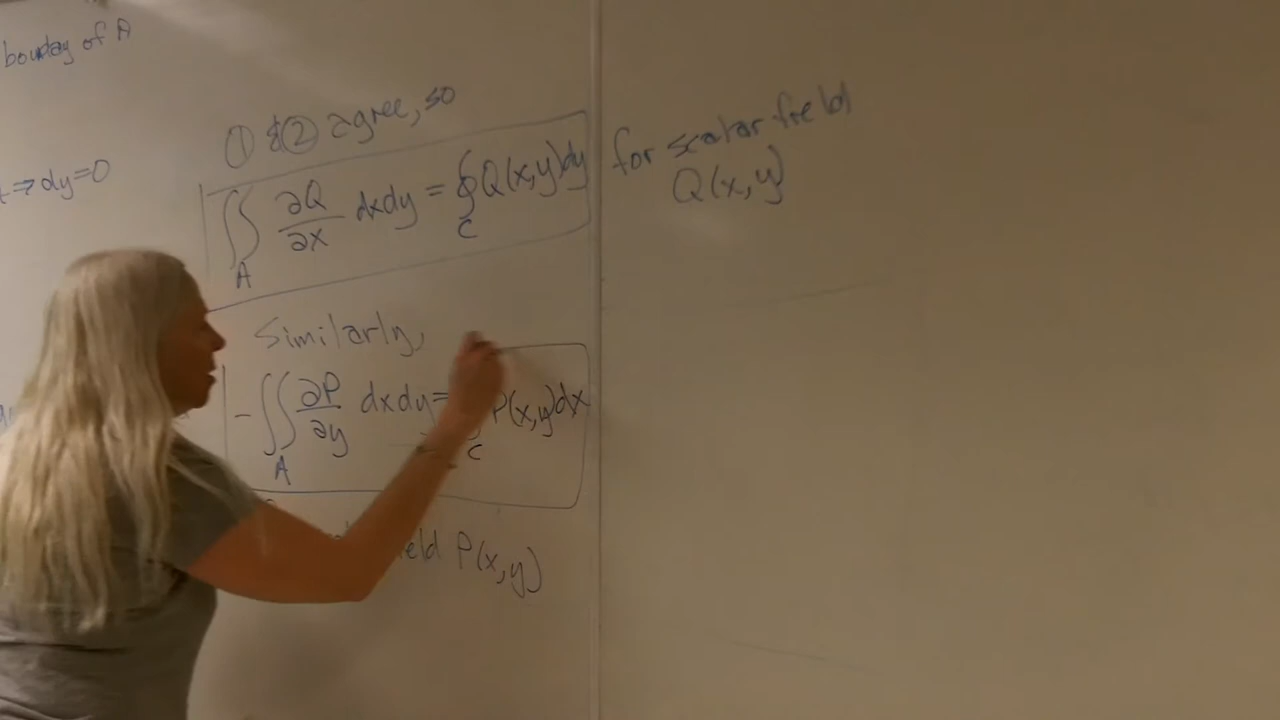 boundary of A
⇒ dy=0
① & ② agree, so
∬_A ∂Q/∂x dxdy = ∮_C Q(x,y)dy for scalar field
Q(x,y)
Similarly,
-∬_A ∂P/∂y dxdy= P(x,y)dx
C
P(x,y)